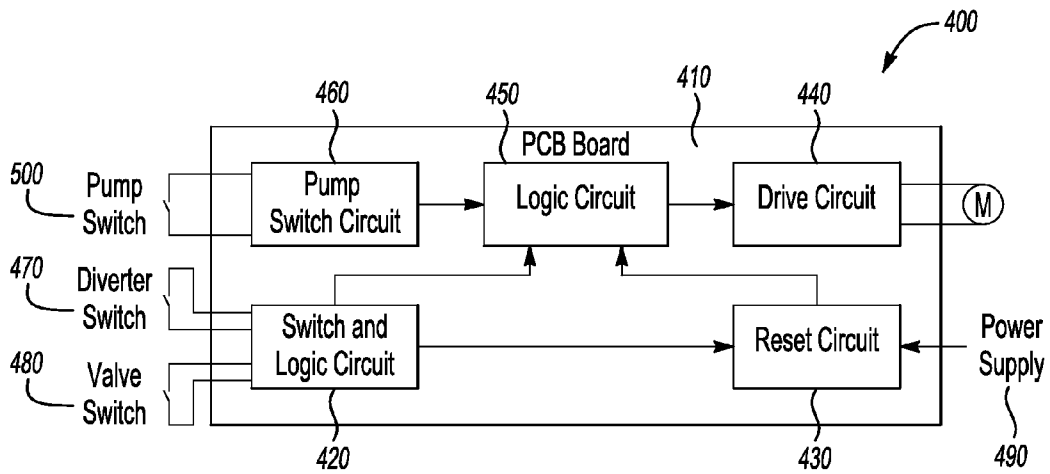 400
460
450
410
440
PCB Board
500
Pump
Switch
Pump
Switch Circuit
Logic Circuit
Drive Circuit
M
470
Diverter
Switch
480
Valve
Switch
Switch and
Logic Circuit
Reset Circuit
Power
Supply
420
430
490